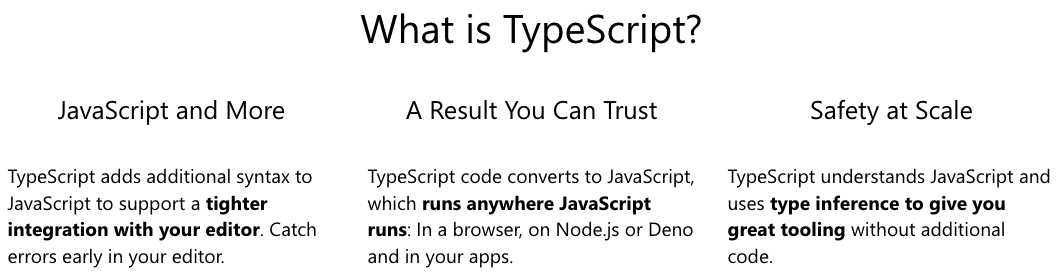 What is TypeScript?
JavaScript and More
TypeScript adds additional syntax to
JavaScript to support a tighter
integration with your editor. Catch
errors early in your editor.
A Result You Can Trust
TypeScript code converts to JavaScript,
which runs anywhere JavaScript
runs: In a browser, on Node.js or Deno
and in your apps.
Safety at Scale
TypeScript understands JavaScript and
uses type inference to give you
great tooling without additional
code.